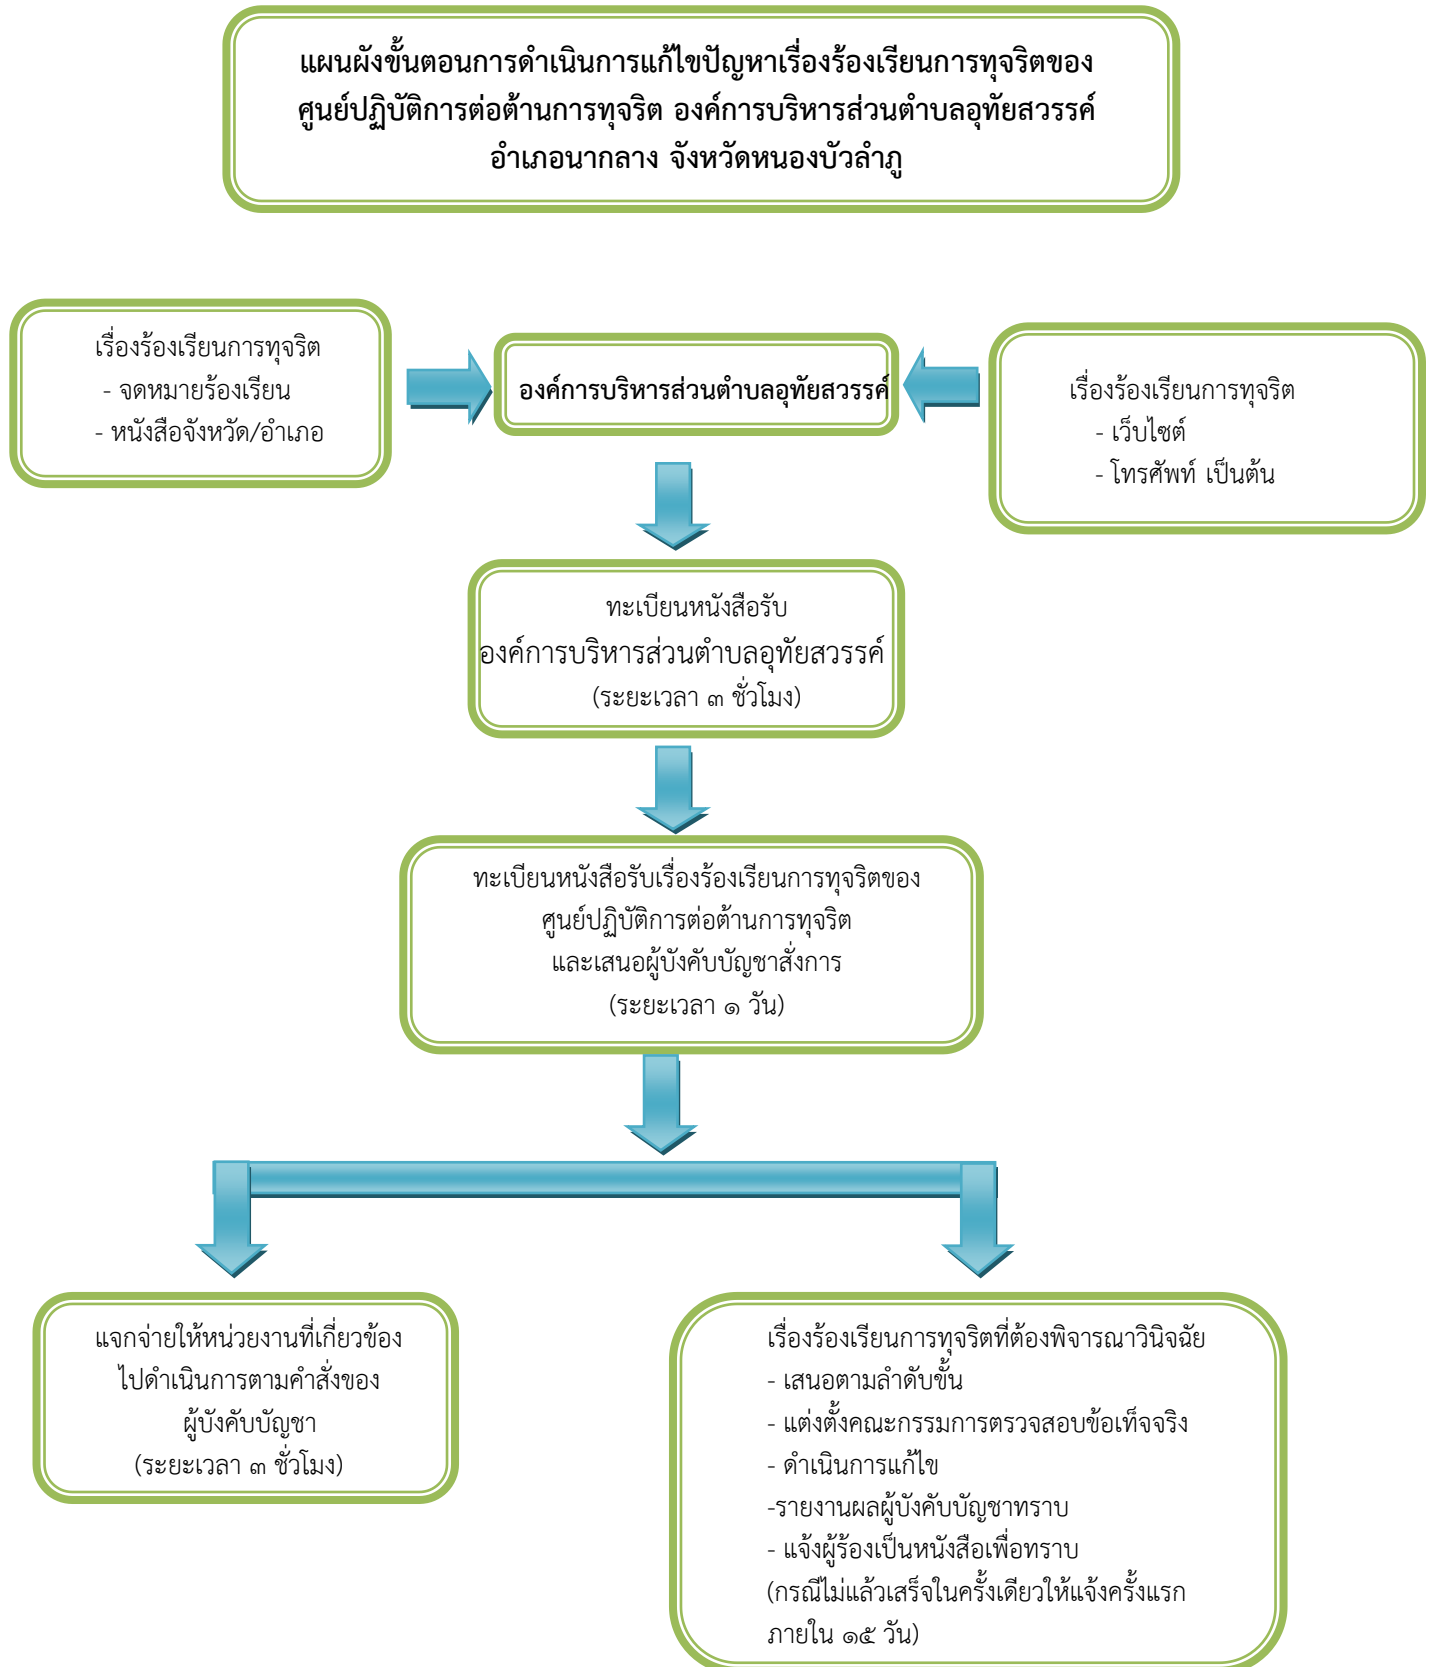 แผนผังขั้นตอนการดำเนินการแก้ไขปัญหาเรื่องร้องเรียนการทุจริตของ
ศูนย์ปฏิบัติการต่อต้านการทุจริต องค์การบริหารส่วนตำบลอุทัยสวรรค์
อำเภอนากลาง จังหวัดหนองบัวลำภู
เรื่องร้องเรียนการทุจริต
- จดหมายร้องเรียน
- หนังสือจังหวัด/อำเภอ
องค์การบริหารส่วนตำบลอุทัยสวรรค์
เรื่องร้องเรียนการทุจริต
- เว็บไซต์
- โทรศัพท์ เป็นต้น
ทะเบียนหนังสือรับ
องค์การบริหารส่วนตำบลอุทัยสวรรค์
(ระยะเวลา ๓ ชั่วโมง)
ทะเบียนหนังสือรับเรื่องร้องเรียนการทุจริตของ
ศูนย์ปฏิบัติการต่อต้านการทุจริต
และเสนอผู้บังคับบัญชาสั่งการ
(ระยะเวลา ๑ วัน)
แจกจ่ายให้หน่วยงานที่เกี่ยวข้อง
ไปดำเนินการตามคำสั่งของ
ผู้บังคับบัญชา
(ระยะเวลา ๓ ชั่วโมง)
เรื่องร้องเรียนการทุจริตที่ต้องพิจารณาวินิจฉัย
- เสนอตามลำดับขั้น
- แต่งตั้งคณะกรรมการตรวจสอบข้อเท็จจริง
- ดำเนินการแก้ไข
-รายงานผลผู้บังคับบัญชาทราบ
- แจ้งผู้ร้องเป็นหนังสือเพื่อทราบ
(กรณีไม่แล้วเสร็จในครั้งเดียวให้แจ้งครั้งแรก
ภายใน ๑๕ วัน)